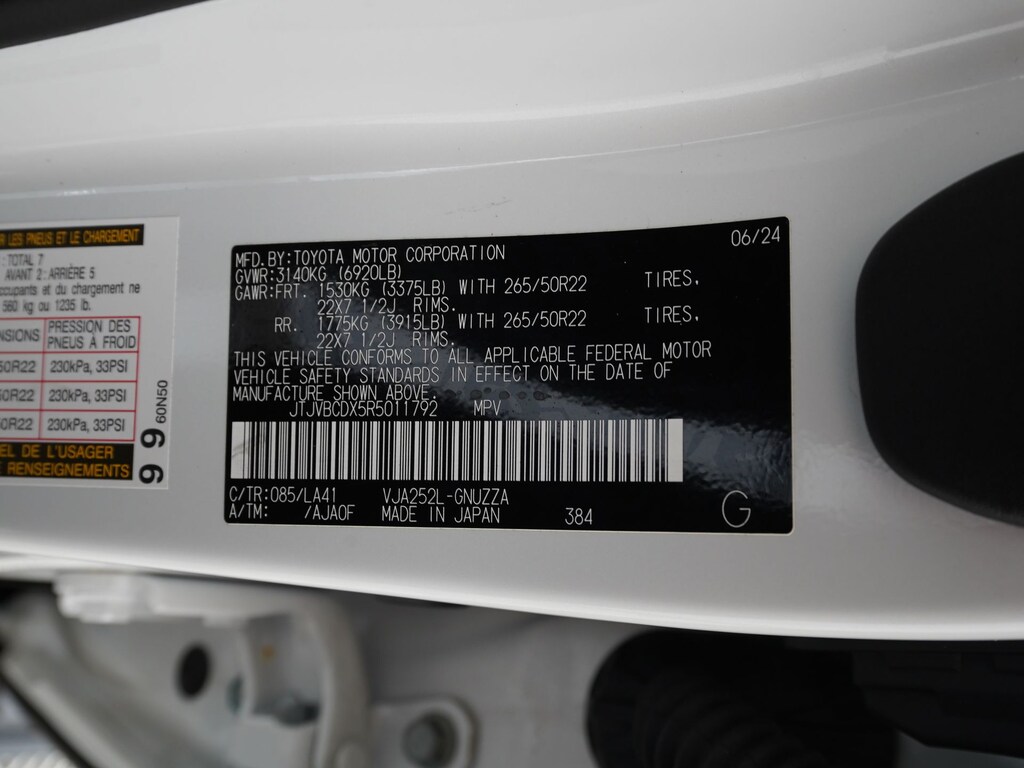 LES PNEUS ET LE CHARGEMENT
: TOTAL 7
AVANT 2: ARRIÈRE 5
occupants et du chargement ne
560 kg ou 1235 lb.
PRESSION DES
PNEUS À FROID
50R22 230kPa, 33PSI
50R22 230kPa, 33PSI
50R22 230kPa, 33PSI
EL DE L'USAGER
RENSEIGNEMENTS
99
60N50
MFD. BY:TOYOTA MOTOR CORPORATION 06/24
GVWR:3140KG (6920LB)
GAWR:FRT. 1530KG (3375LB) WITH 265/50R22 TIRES,
22X7 1/2J RIMS.
RR. 1775KG (3915LB) WITH 265/50R22 TIRES,
22X7 1/2J RIMS.
THIS VEHICLE CONFORMS TO ALL APPLICABLE FEDERAL MOTOR
VEHICLE SAFETY STANDARDS IN EFFECT ON THE DATE OF
MANUFACTURE SHOWN ABOVE.
JTJVBCDX5R5011792 MPV
C/TR:085/LA41 VJA252L-GNUZZA
A/TM: /AJA0F MADE IN JAPAN 384
G